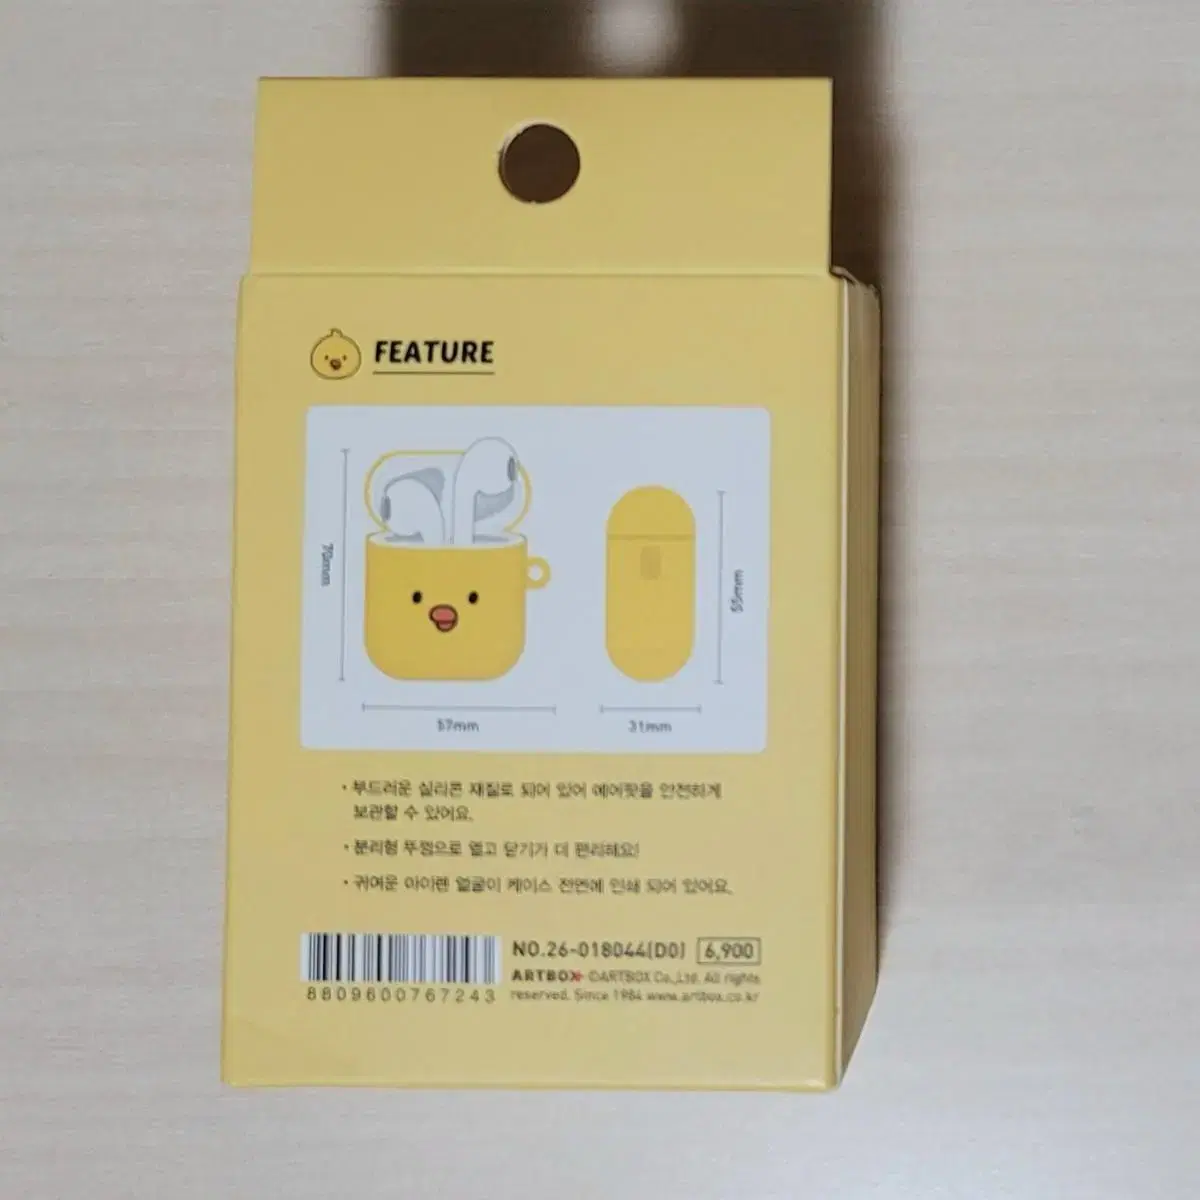 FEATURE
70mm
55mm
57mm
31mm
• 부드러운 실리콘 재질로 되어 있어 에어팟을 안전하게
보관할 수 있어요.
• 분리형 뚜껑으로 열고 닫기가 더 편리해요!
• 귀여운 아이랜 얼굴이 케이스 전면에 인쇄 되어 있어요.
NO.26-018044(D0) 6,900
ARTBOX ©ARTBOX Co.,Ltd. All rights
reserved. Since 1984 www.artbox.co.kr
8809600767243